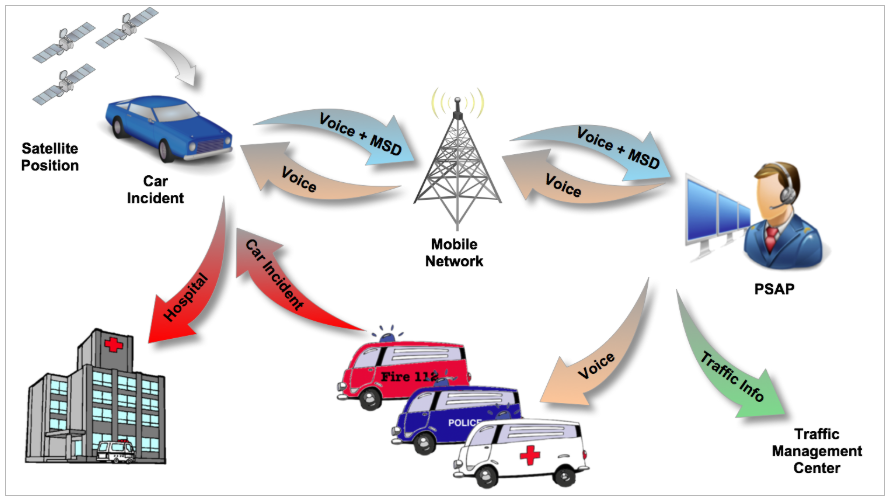 Satellite
Position
Car
Incident
Voice + MSD
Voice
Mobile
Network
Voice + MSD
Voice
PSAP
Hospital
Car Incident
Fire 112
POLICE
Voice
Traffic Info
Traffic
Management
Center